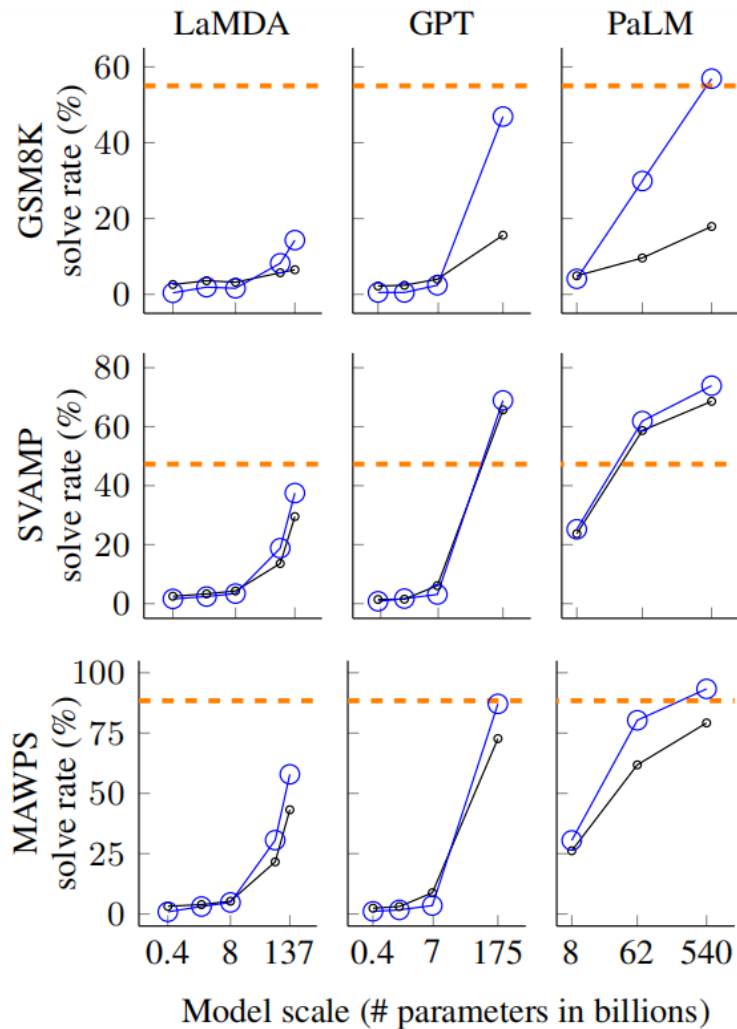 LaMDA GPT PaLM
GSM8K
solve rate (%)
60
40
20
0
SVAMP
solve rate (%)
80
60
40
20
0
MAWPS
solve rate (%)
100
75
50
25
0
0.4 8 137 0.4 7 175 8 62 540
Model scale (# parameters in billions)